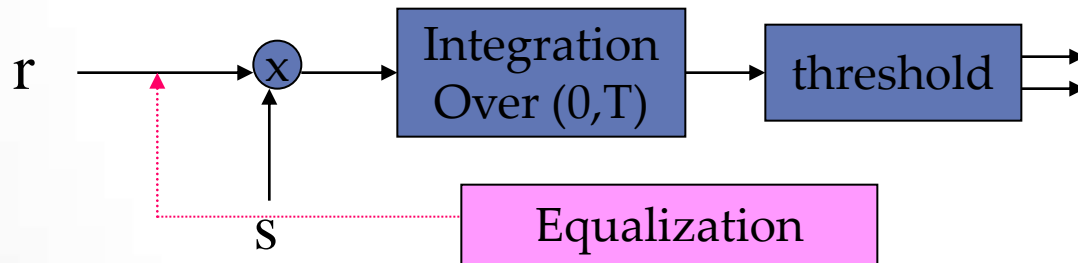 r
x
Integration
Over (0,T)
threshold
s
Equalization